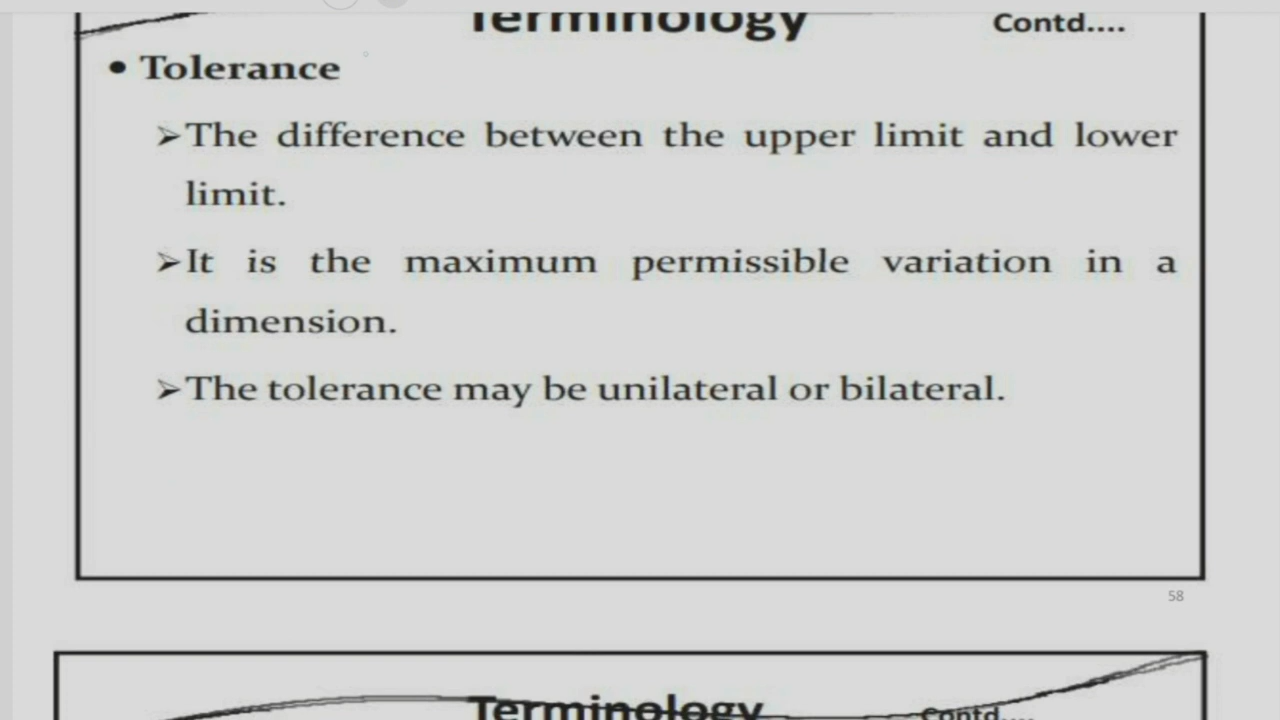 Terminology
Contd....
• Tolerance
➢The difference between the upper limit and lower
limit.
➢It is the maximum permissible variation in a
dimension.
➢The tolerance may be unilateral or bilateral.
58
Terminology
Contd....